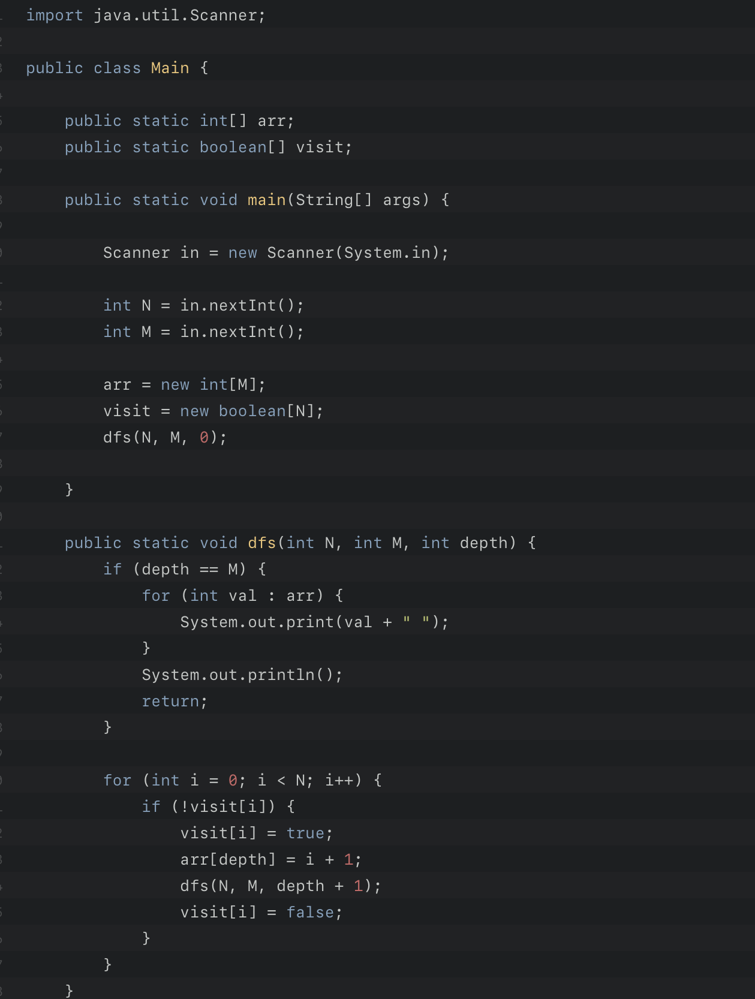 import java.util.Scanner;
public class Main {
    public static int[] arr;
    public static boolean[] visit;
    public static void main(String[] args) {
        Scanner in = new Scanner(System.in);
        int N = in.nextInt();
        int M = in.nextInt();
        arr = new int[M];
        visit = new boolean[N];
        dfs(N, M, 0);
    }
    public static void dfs(int N, int M, int depth) {
        if (depth == M) {
            for (int val : arr) {
                System.out.print(val + " ");
            }
            System.out.println();
            return;
        }
        for (int i = 0; i < N; i++) {
            if (!visit[i]) {
                visit[i] = true;
                arr[depth] = i + 1;
                dfs(N, M, depth + 1);
                visit[i] = false;
            }
        }
    }